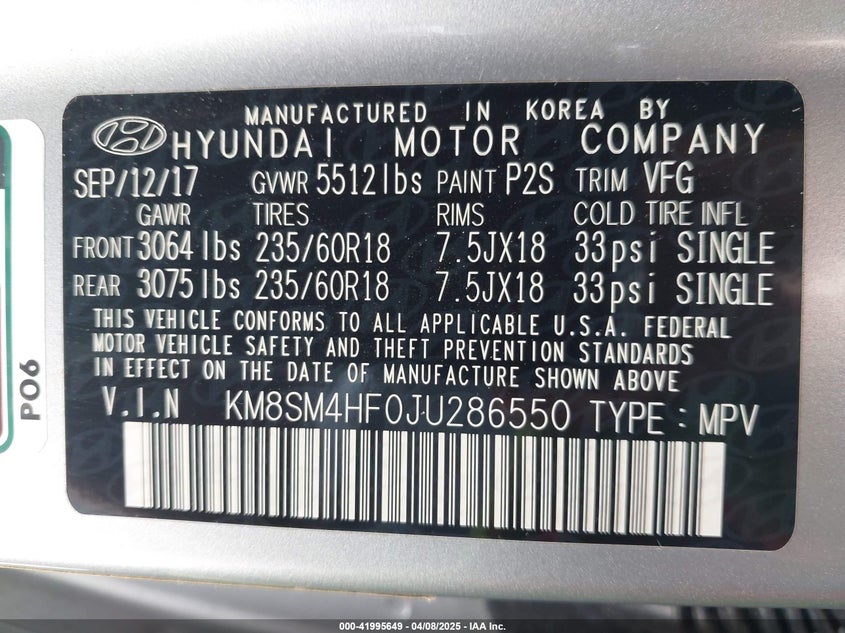 MANUFACTURED IN KOREA BY
HYUNDAI MOTOR COMPANY
SEP/12/17 GVWR 5512lbs PAINT P2S TRIM VFG
GAWR TIRES RIMS COLD TIRE INFL
FRONT 3064lbs 235/60R18 7.5JX18 33psi SINGLE
REAR 3075lbs 235/60R18 7.5JX18 33psi SINGLE
THIS VEHICLE CONFORMS TO ALL APPLICABLE U.S.A. FEDERAL
MOTOR VEHICLE SAFETY AND THEFT PREVENTION STANDARDS
IN EFFECT ON THE DATE OF MANUFACTURE SHOWN ABOVE
V.I.N KM8SM4HF0JU286550 TYPE : MPV
PO6
000-41995649 - 04/08/2025 - IAA Inc.